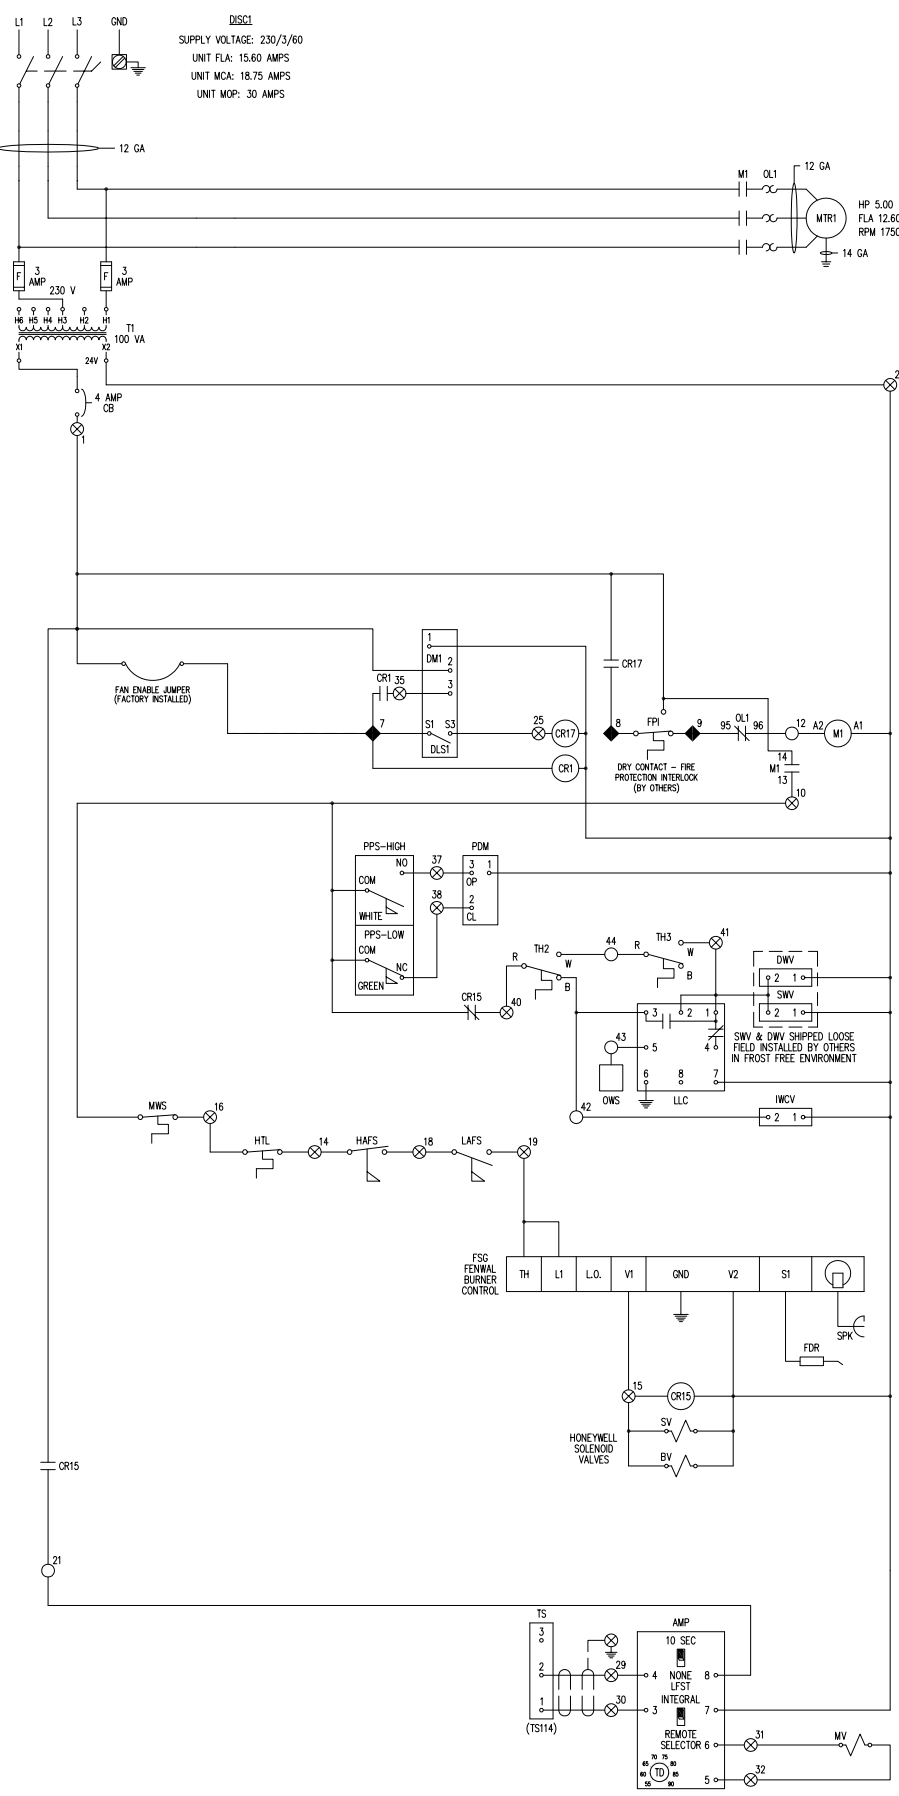 L1 L2 L3 GND
DISC1
SUPPLY VOLTAGE: 230/3/60
UNIT FLA: 15.60 AMPS
UNIT MCA: 18.75 AMPS
UNIT MOP: 30 AMPS
12 GA
12 GA
M1 OL1
MTR1
HP 5.00
FLA 12.60
RPM 1750
14 GA
F 3 AMP
F 3 AMP
230 V
H6 H5 H4 H3 H2 H1
T1
100 VA
X1 X2
24V
2
4 AMP
CB
1
FAN ENABLE JUMPER
(FACTORY INSTALLED)
1
DM1
2
CR1 35
3
7
S1 S3
DLS1
25
CR17
CR1
CR17
8
FPI
9
DRY CONTACT - FIRE
PROTECTION INTERLOCK
(BY OTHERS)
OL1
95 96
12
A2 M1 A1
14
M1
13
10
PPS-HIGH
NO
COM
WHITE
37
PDM
3 1
OP
2
CL
38
PPS-LOW
COM
NC
GREEN
CR15
40
R TH2 W
B
44
R TH3 W
B
41
DWV
2 1
SWV
2 1
SWV & DWV SHIPPED LOOSE
FIELD INSTALLED BY OTHERS
IN FROST FREE ENVIRONMENT
3 2 1
43
5 4
6 8 7
OWS
LLC
42
IWCV
2 1
MWS
16
HTL
14
HAFS
18
LAFS
19
FSG
FENWAL
BURNER
CONTROL
TH L1 L.O. V1 GND V2 S1
SPK
FDR
15
CR15
SV
HONEYWELL
SOLENOID
VALVES
BV
CR15
21
TS
3
2
1
(TS114)
29
30
AMP
10 SEC
4 NONE 8
LFST
INTEGRAL
3 7
REMOTE
SELECTOR 6
31
MV
5
32
TD
55 60 65 70 75 80 85 90